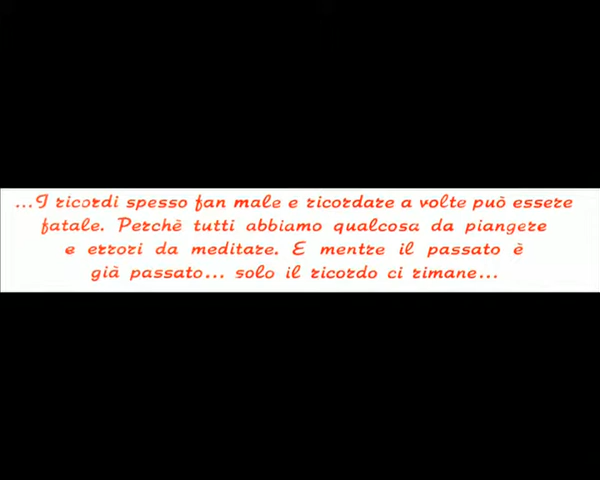 ...I ricordi spesso fan male e ricordare a volte può essere
fatale. Perchè tutti abbiamo qualcosa da piangere
e errori da meditare. E mentre il passato è
già passato... solo il ricordo ci rimane...